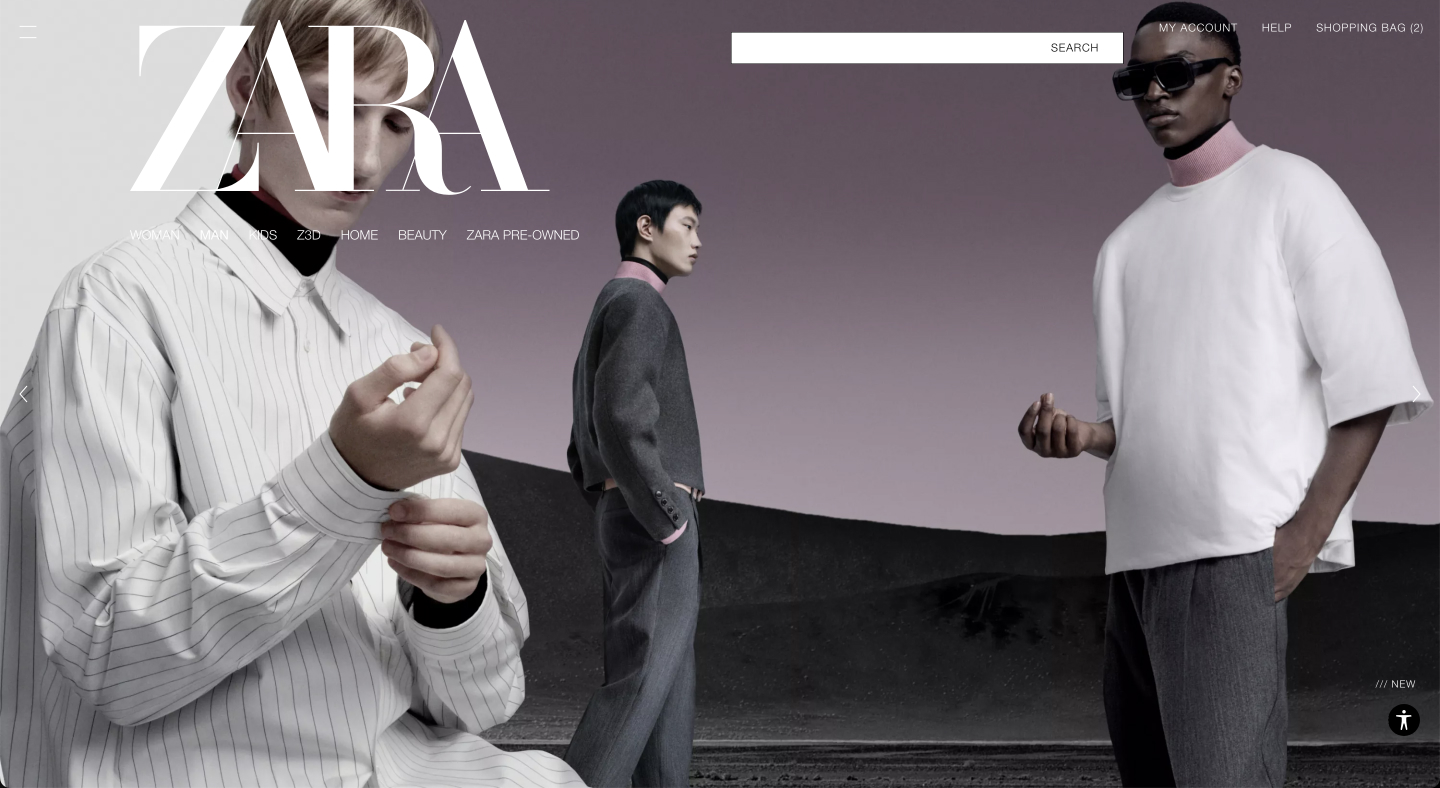 ZARA
SEARCH
MY ACCOUNT HELP SHOPPING BAG (2)
WOMAN MAN KIDS Z3D HOME BEAUTY ZARA PRE-OWNED
/// NEW